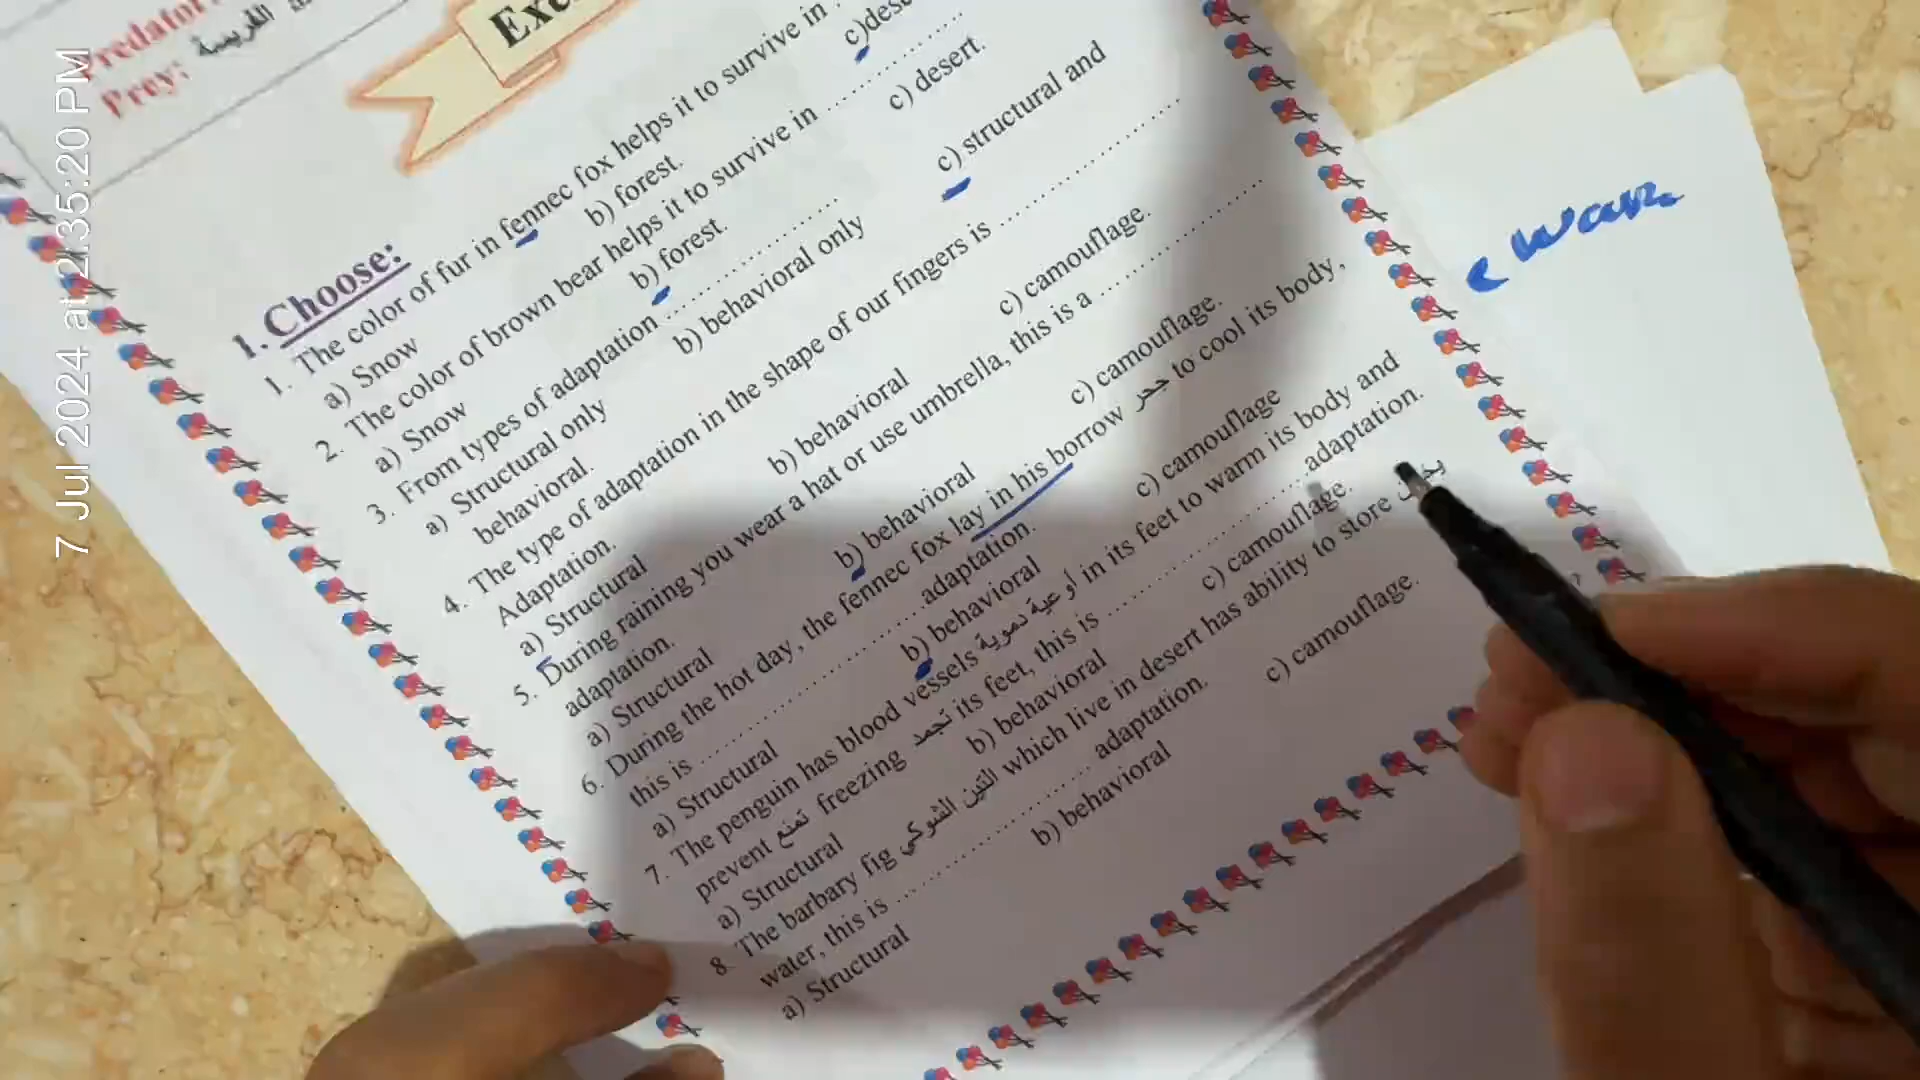 7 Jul 2024 at 2:35:20 PM
Prey: الفريسة
1. Choose:
1. The color of fur in fennec fox helps it to survive in
a) Snow b) forest.
2. The color of brown bear helps it to survive in ....................
a) Snow b) forest. c) desert.
3. From types of adaptation ......................
a) Structural only b) behavioral only c) structural and
behavioral.
4. The type of adaptation in the shape of our fingers is ......................
Adaptation.
a) Structural b) behavioral c) camouflage.
5. During raining you wear a hat or use umbrella, this is a ......................
adaptation.
a) Structural b) behavioral c) camouflage.
6. During the hot day, the fennec fox lay in his borrow جحر to cool its body,
this is ............................ adaptation.
a) Structural b) behavioral c) camouflage
7. The penguin has blood vessels أوعية دموية in its feet to warm its body and
prevent تمنع freezing تجمد its feet, this is ............................ adaptation.
a) Structural b) behavioral c) camouflage
8. The barbary fig التين الشوكي which live in desert has ability to store
water, this is ............................ adaptation.
a) Structural b) behavioral c) camouflage.